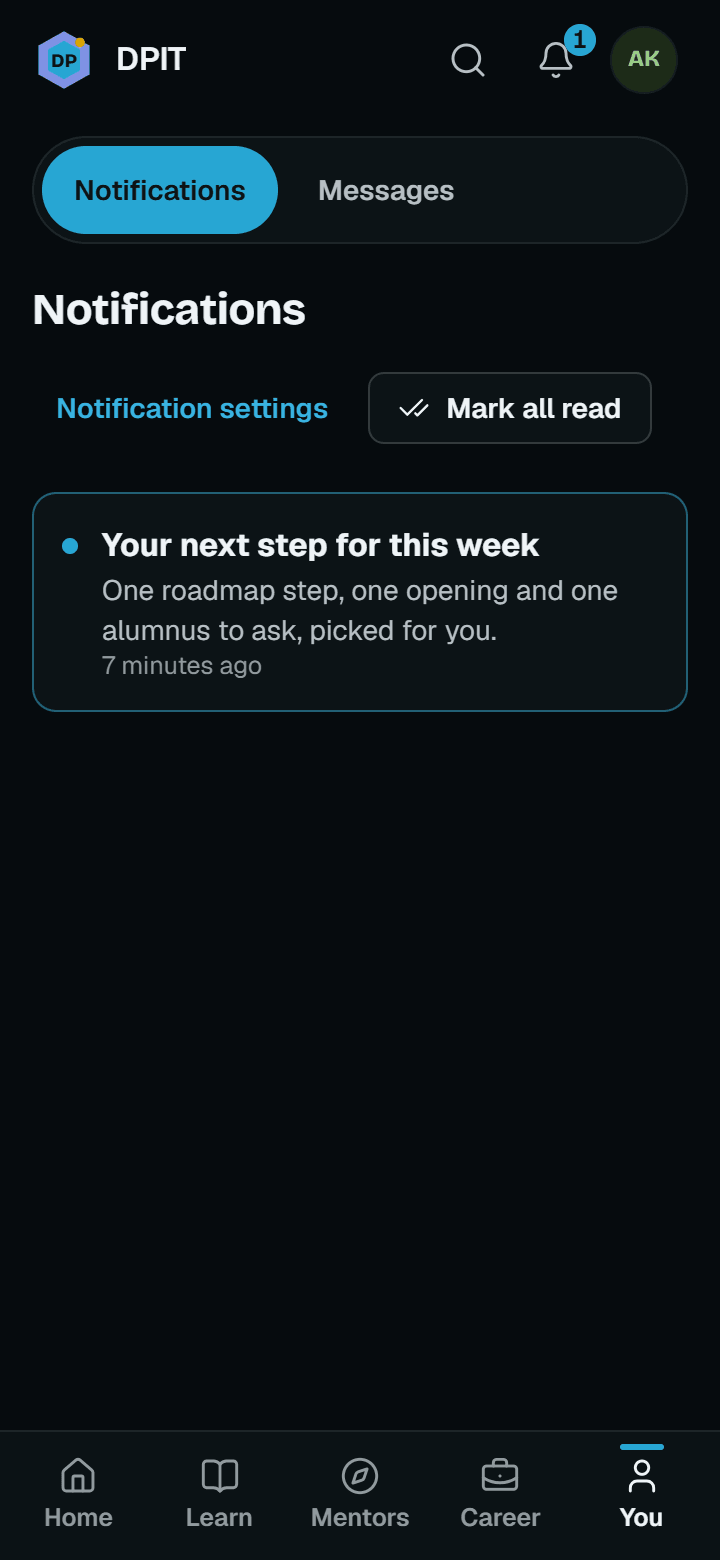 DP
DPIT
1
AK
Notifications
Messages
Notifications
Notification settings
Mark all read
Your next step for this week
One roadmap step, one opening and one
alumnus to ask, picked for you.
7 minutes ago
Home
Learn
Mentors
Career
You